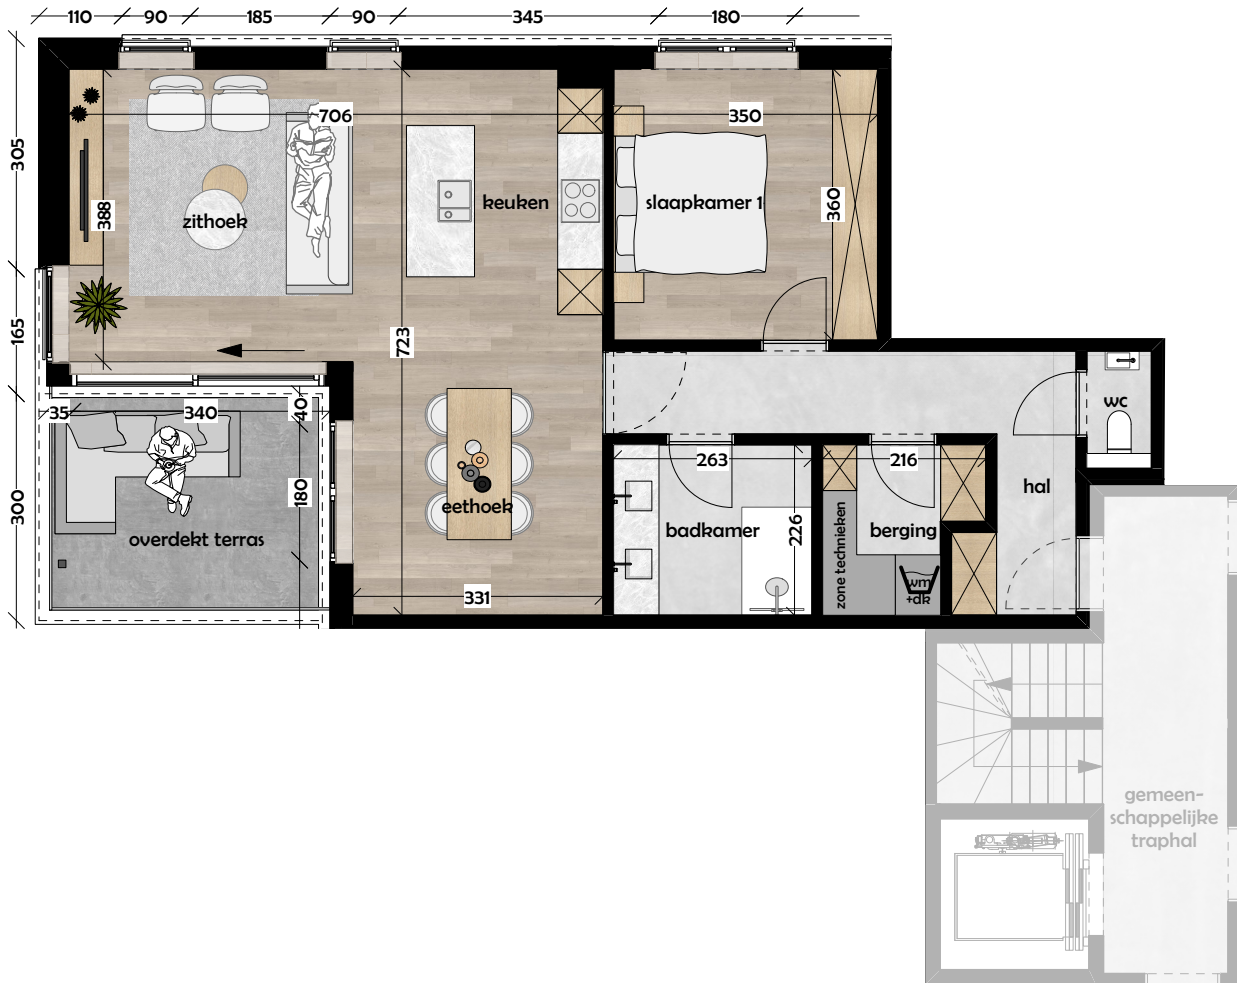 110 90 185 90 345 180
706 350
305
keuken slaapkamer 1
388 zithoek 360
165
723
35 340 40
wc
263 216
180 hal
300 eethoek badkamer 226 zone technieken berging
overdekt terras
wm
+dk
331
gemeen-
schappelijke
traphal